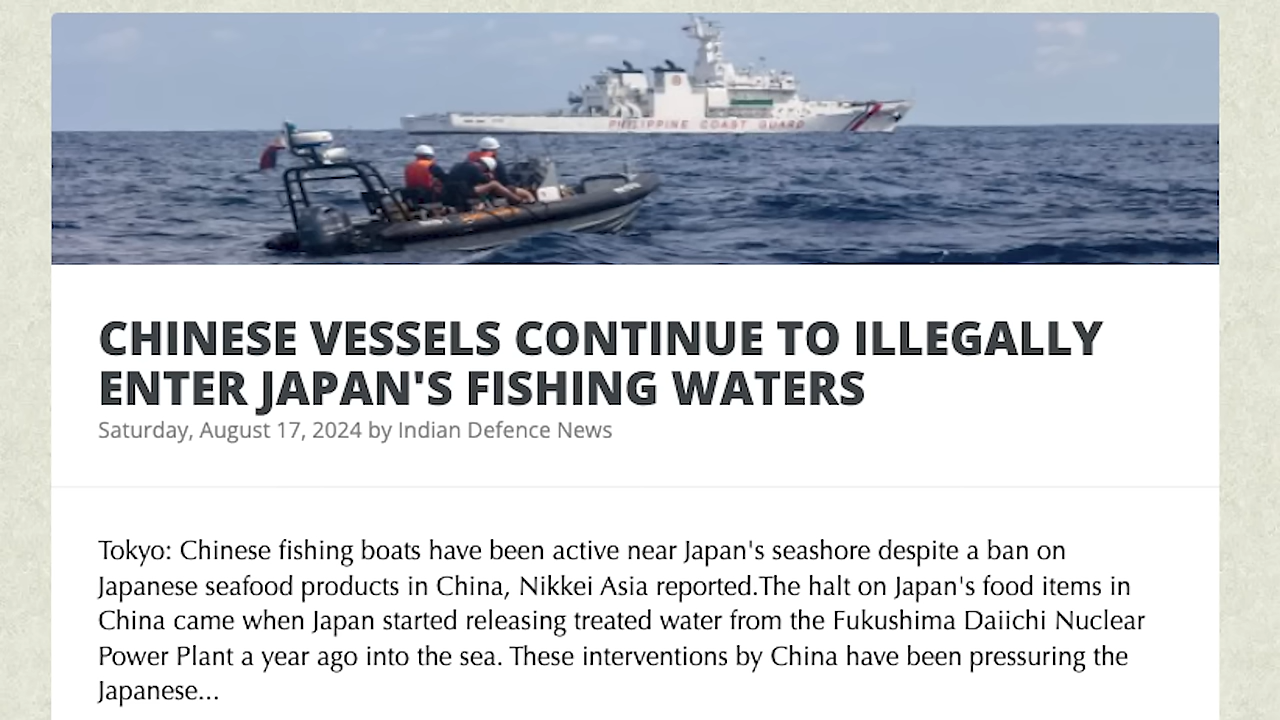 PHILIPPINE COAST GUARD
CHINESE VESSELS CONTINUE TO ILLEGALLY
ENTER JAPAN'S FISHING WATERS
Saturday, August 17, 2024 by Indian Defence News
Tokyo: Chinese fishing boats have been active near Japan's seashore despite a ban on
Japanese seafood products in China, Nikkei Asia reported.The halt on Japan's food items in
China came when Japan started releasing treated water from the Fukushima Daiichi Nuclear
Power Plant a year ago into the sea. These interventions by China have been pressuring the
Japanese...